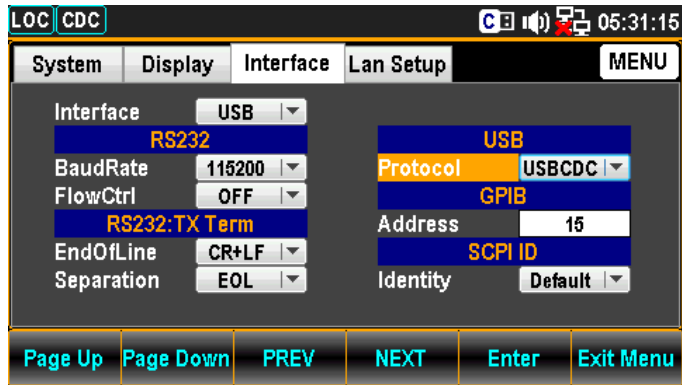 LOC CDC C 05:31:15
System Display Interface Lan Setup MENU
Interface USB
RS232 USB
BaudRate 115200 Protocol USBCDC
FlowCtrl OFF GPIB
RS232:TX Term Address 15
EndOfLine CR+LF SCPI ID
Separation EOL Identity Default
Page Up Page Down PREV NEXT Enter Exit Menu